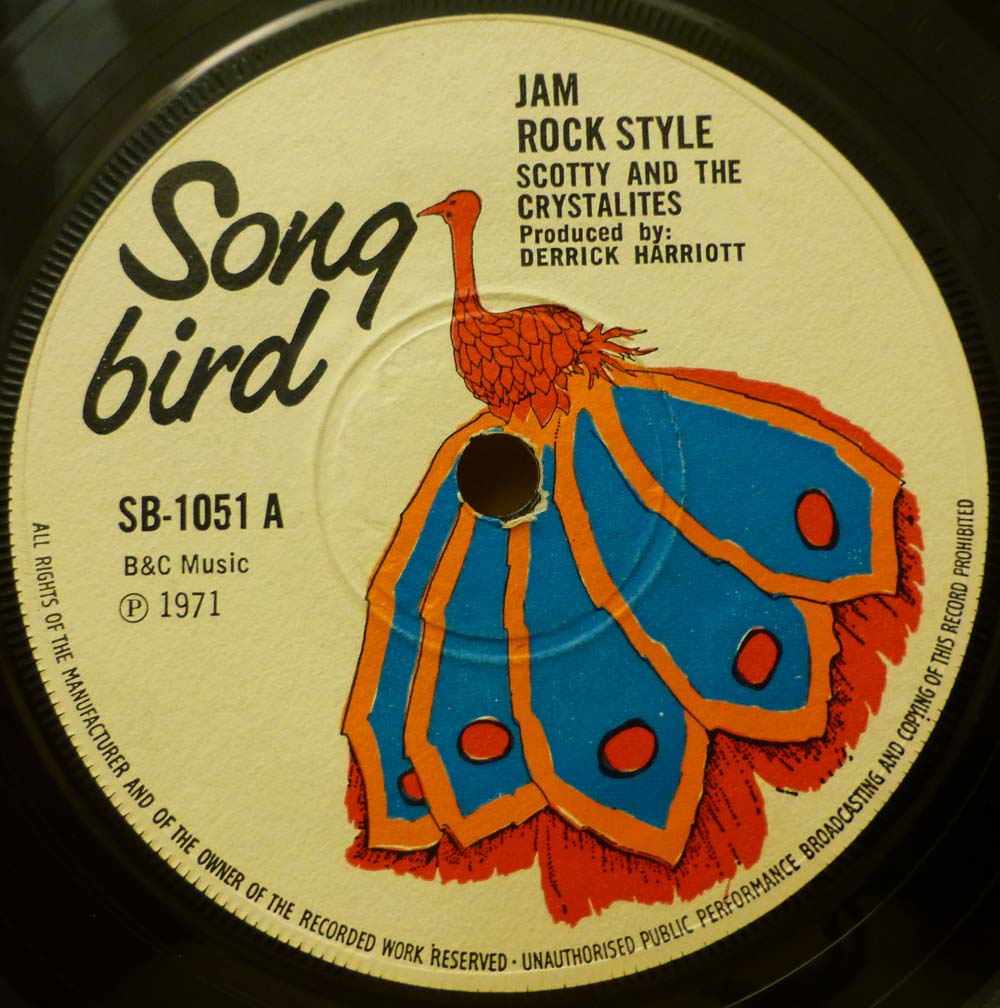 JAM
ROCK STYLE
SCOTTY AND THE
CRYSTALITES
Produced by:
DERRICK HARRIOTT
Song
bird
SB-1051 A
B&C Music
Ⓟ 1971
ALL RIGHTS OF THE MANUFACTURER AND OF THE OWNER OF THE RECORDED WORK RESERVED · UNAUTHORISED PUBLIC PERFORMANCE BROADCASTING AND COPYING OF THIS RECORD PROHIBITED